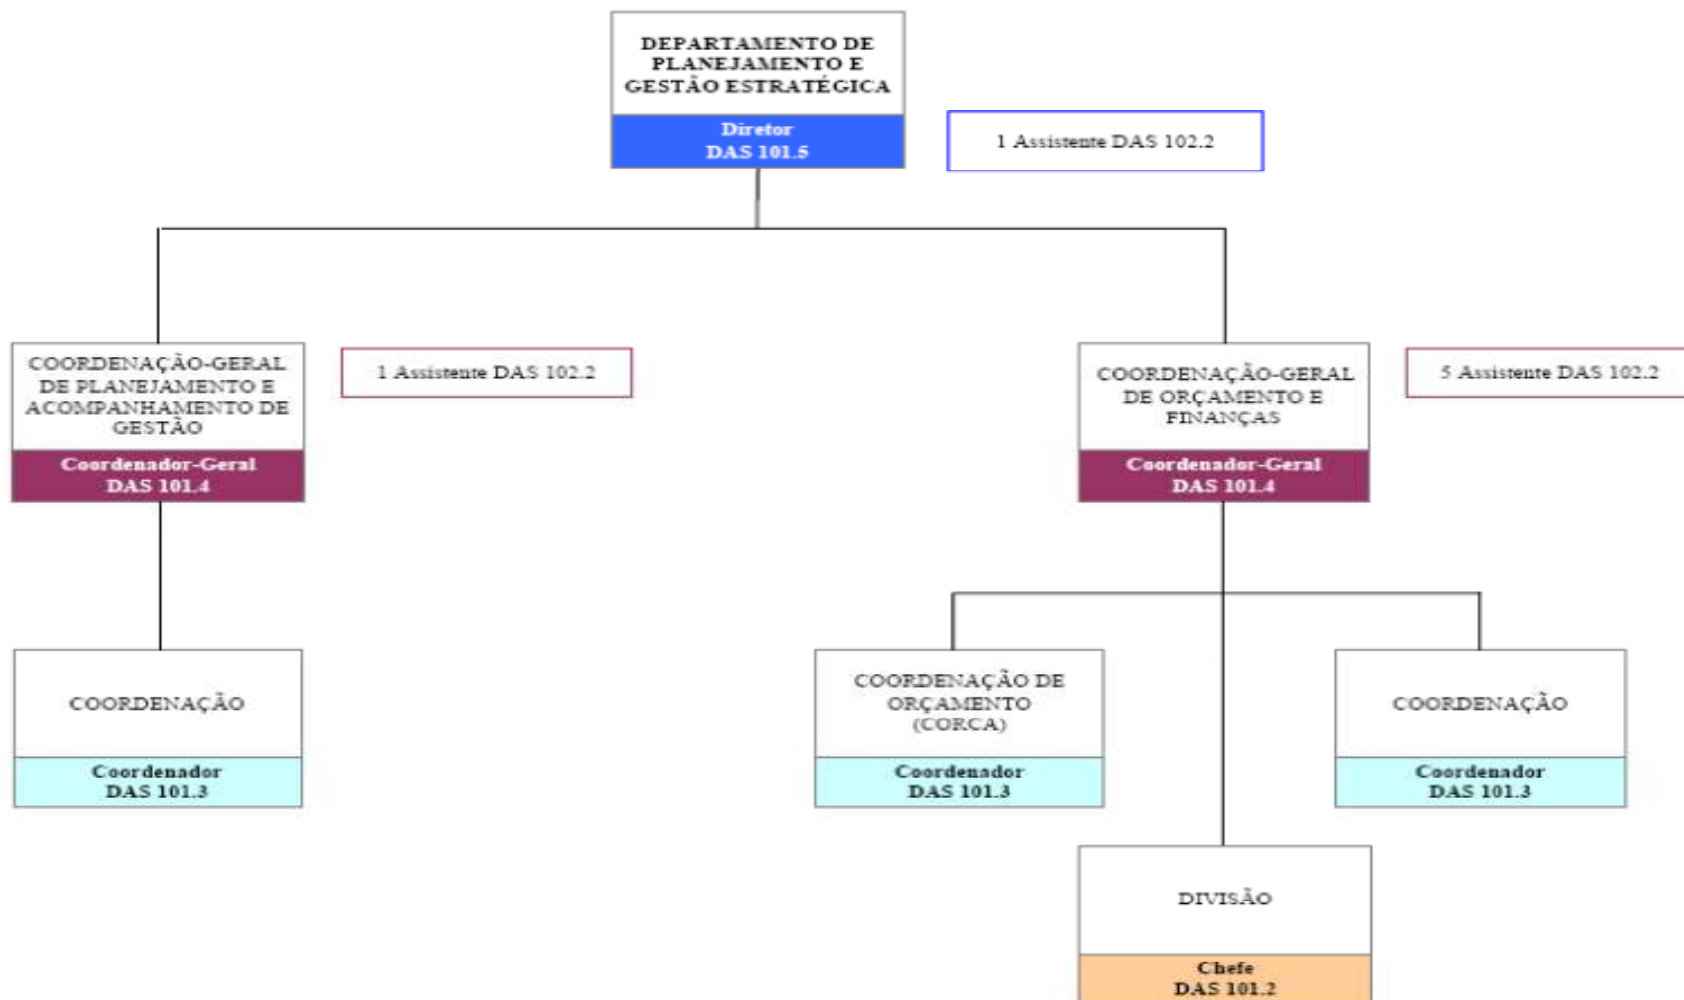 DEPARTAMENTO DE
PLANEJAMENTO E
GESTÃO ESTRATÉGICA
Diretor
DAS 101.5
1 Assistente DAS 102.2
COORDENAÇÃO-GERAL
DE PLANEJAMENTO E
ACOMPANHAMENTO DE
GESTÃO
Coordenador-Geral
DAS 101.4
1 Assistente DAS 102.2
COORDENAÇÃO-GERAL
DE ORÇAMENTO E
FINANÇAS
Coordenador-Geral
DAS 101.4
5 Assistente DAS 102.2
COORDENAÇÃO
Coordenador
DAS 101.3
COORDENAÇÃO DE
ORÇAMENTO
(CORCA)
Coordenador
DAS 101.3
COORDENAÇÃO
Coordenador
DAS 101.3
DIVISÃO
Chefe
DAS 101.2